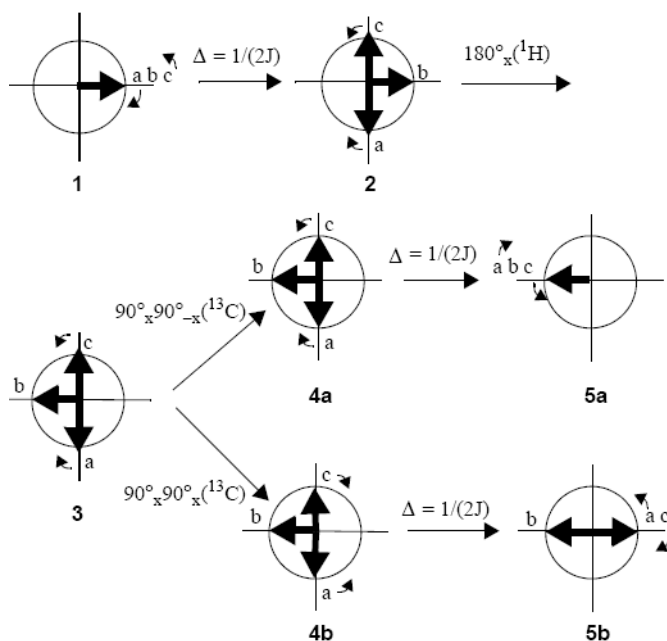 c
a b c
Δ = 1/(2J)
b
180°ₓ(¹H)
a
1
2
c
b
Δ = 1/(2J)
a b c
90°ₓ90°₋ₓ(¹³C)
a
c
4a
5a
b
a
3
90°ₓ90°ₓ(¹³C)
c
b
Δ = 1/(2J)
a c
a
4b
5b